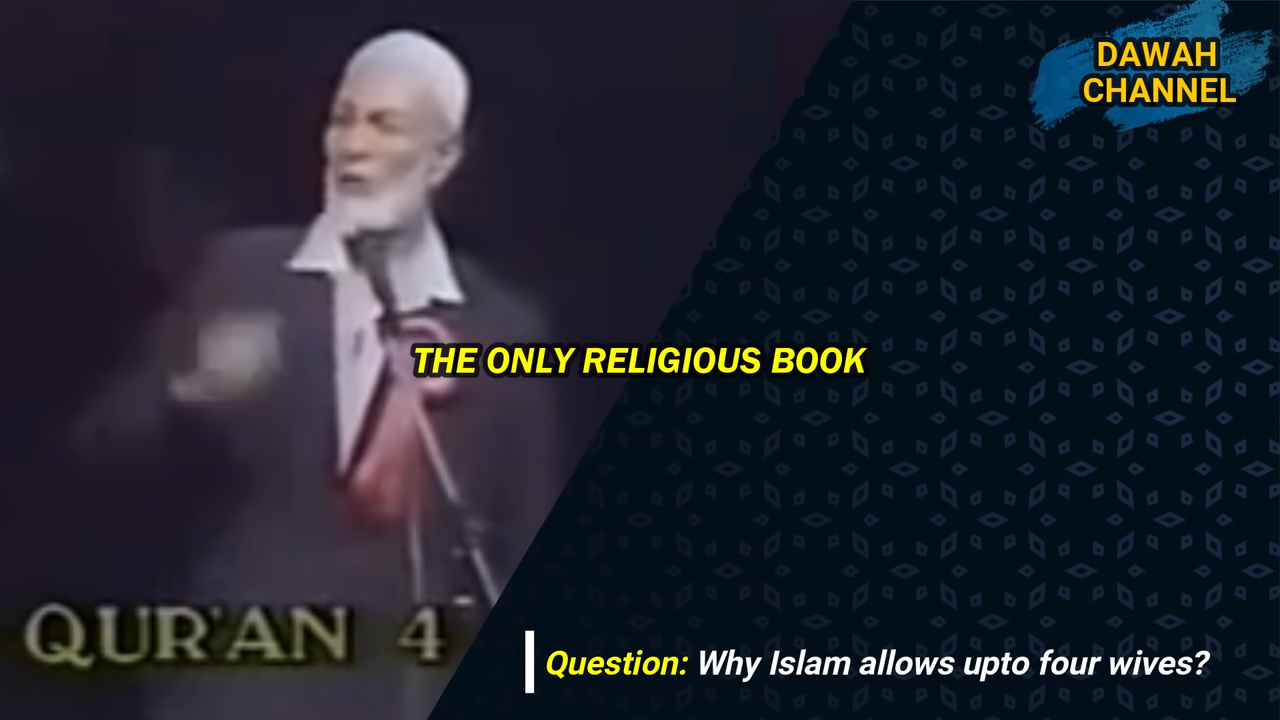 DAWAH
CHANNEL
THE ONLY RELIGIOUS BOOK
QUR'AN 4
Question: Why Islam allows upto four wives?